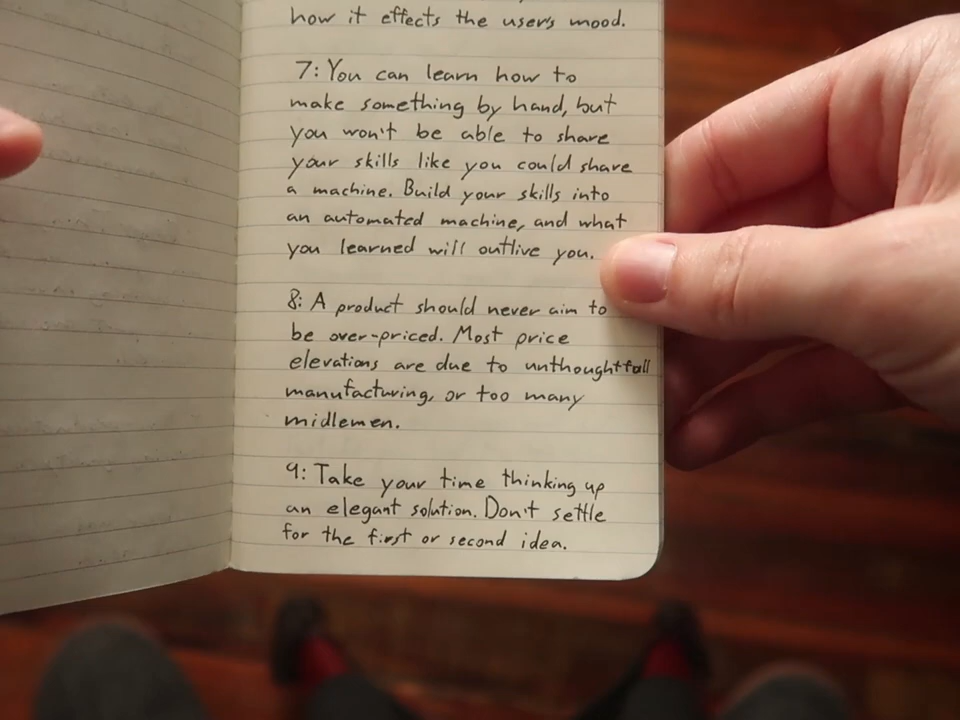 how it effects the users mood.
7: You can learn how to
make something by hand, but
you won't be able to share
your skills like you could share
a machine. Build your skills into
an automated machine, and what
you learned will outlive you.
8: A product should never aim to
be over-priced. Most price
elevations are due to unthoughtfull
manufacturing, or too many
midlemen.
9: Take your time thinking up
an elegant solution. Don't settle
for the first or second idea.